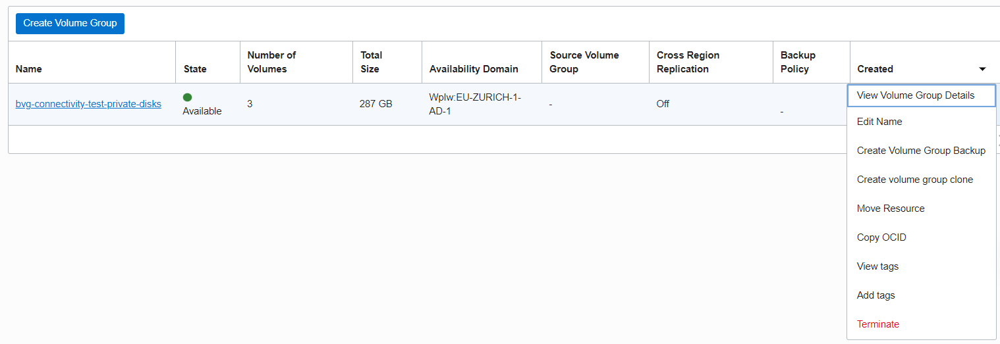 Create Volume Group
Name
State
Number of
Volumes
Total
Size
Availability Domain
Source Volume
Group
Cross Region
Replication
Backup
Policy
Created
bvg-connectivity-test-private-disks
Available
3
287 GB
Wplw:EU-ZURICH-1-
AD-1
-
Off
-
View Volume Group Details
Edit Name
Create Volume Group Backup
Create volume group clone
Move Resource
Copy OCID
View tags
Add tags
Terminate